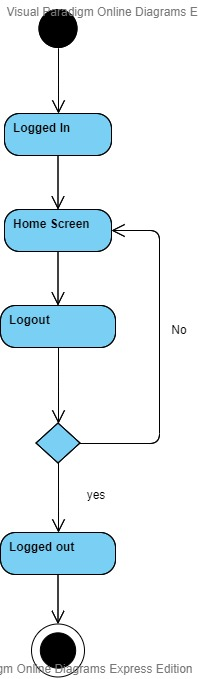 Visual Paradigm Online Diagrams E
Logged In
Home Screen
Logout
No
yes
Logged out
gm Online Diagrams Express Edition